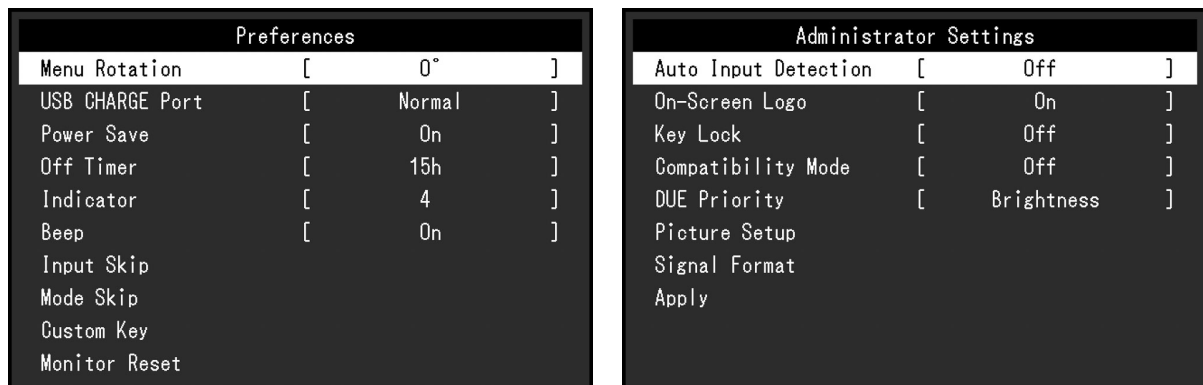 Preferences
Menu Rotation [ 0° ]
USB CHARGE Port [ Normal ]
Power Save [ On ]
Off Timer [ 15h ]
Indicator [ 4 ]
Beep [ On ]
Input Skip
Mode Skip
Custom Key
Monitor Reset
Administrator Settings
Auto Input Detection [ Off ]
On-Screen Logo [ On ]
Key Lock [ Off ]
Compatibility Mode [ Off ]
DUE Priority [ Brightness ]
Picture Setup
Signal Format
Apply